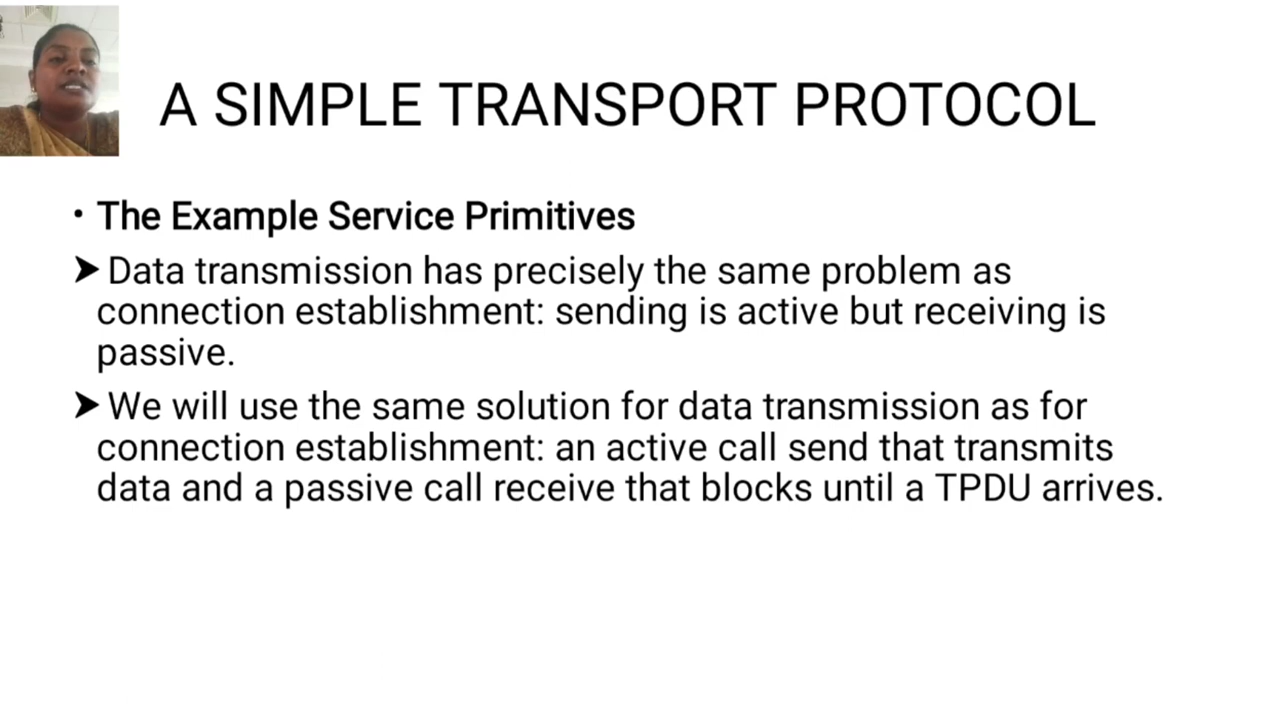 A SIMPLE TRANSPORT PROTOCOL
• The Example Service Primitives
➤ Data transmission has precisely the same problem as
connection establishment: sending is active but receiving is
passive.
➤ We will use the same solution for data transmission as for
connection establishment: an active call send that transmits
data and a passive call receive that blocks until a TPDU arrives.